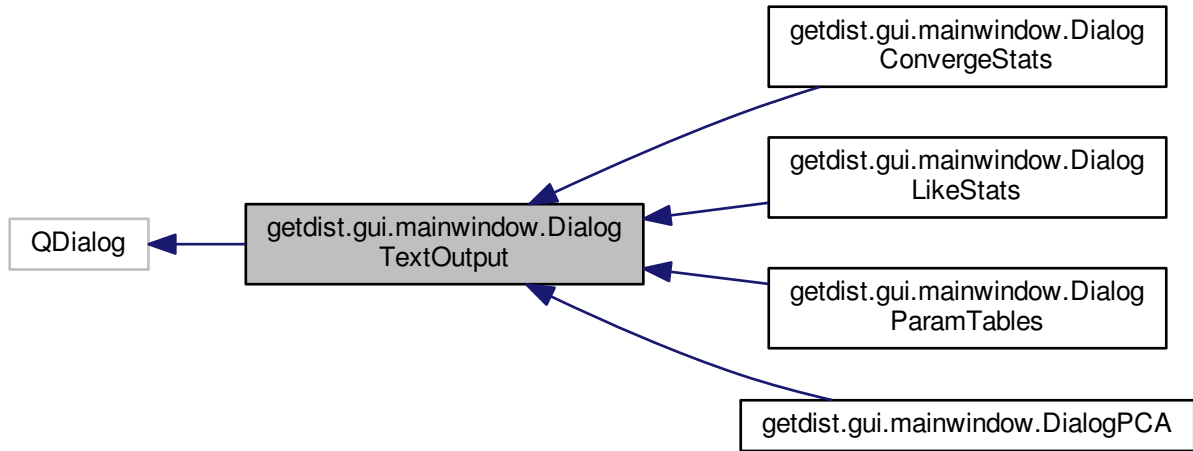 getdist.gui.mainwindow.Dialog
ConvergeStats
getdist.gui.mainwindow.Dialog
LikeStats
QDialog
getdist.gui.mainwindow.Dialog
TextOutput
getdist.gui.mainwindow.Dialog
ParamTables
getdist.gui.mainwindow.DialogPCA